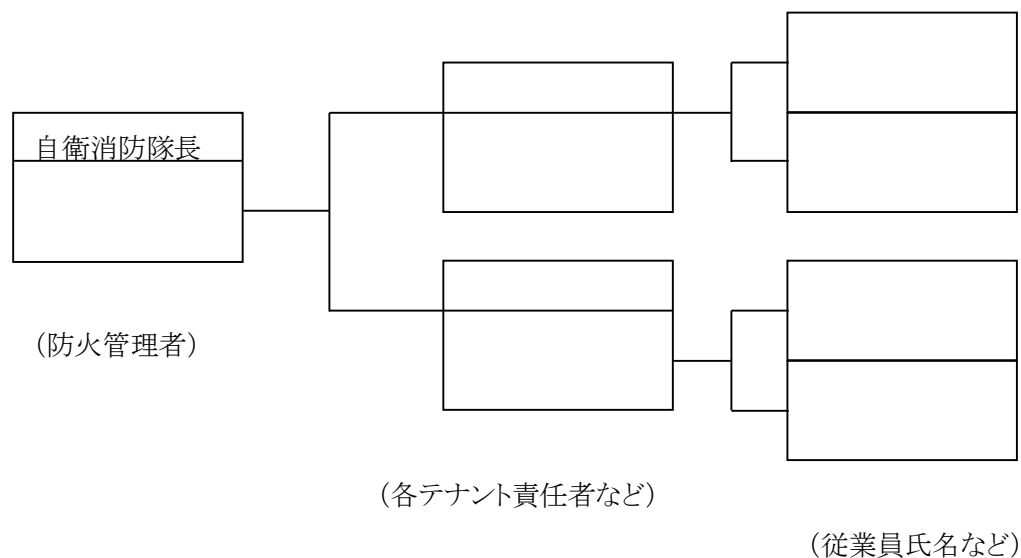 自衛消防隊長
（防火管理者）
（各テナント責任者など）
（従業員氏名など）